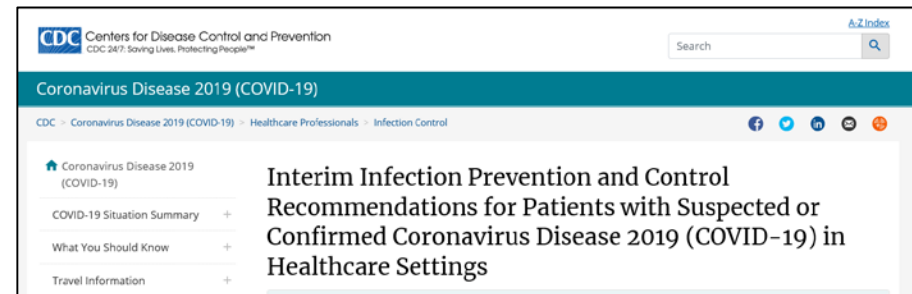 A-Z Index
CDC Centers for Disease Control and Prevention
CDC 24/7: Saving Lives, Protecting People™
Search
Coronavirus Disease 2019 (COVID-19)
CDC > Coronavirus Disease 2019 (COVID-19) > Healthcare Professionals > Infection Control
Coronavirus Disease 2019
(COVID-19)
COVID-19 Situation Summary +
What You Should Know +
Travel Information +
Interim Infection Prevention and Control
Recommendations for Patients with Suspected or
Confirmed Coronavirus Disease 2019 (COVID-19) in
Healthcare Settings